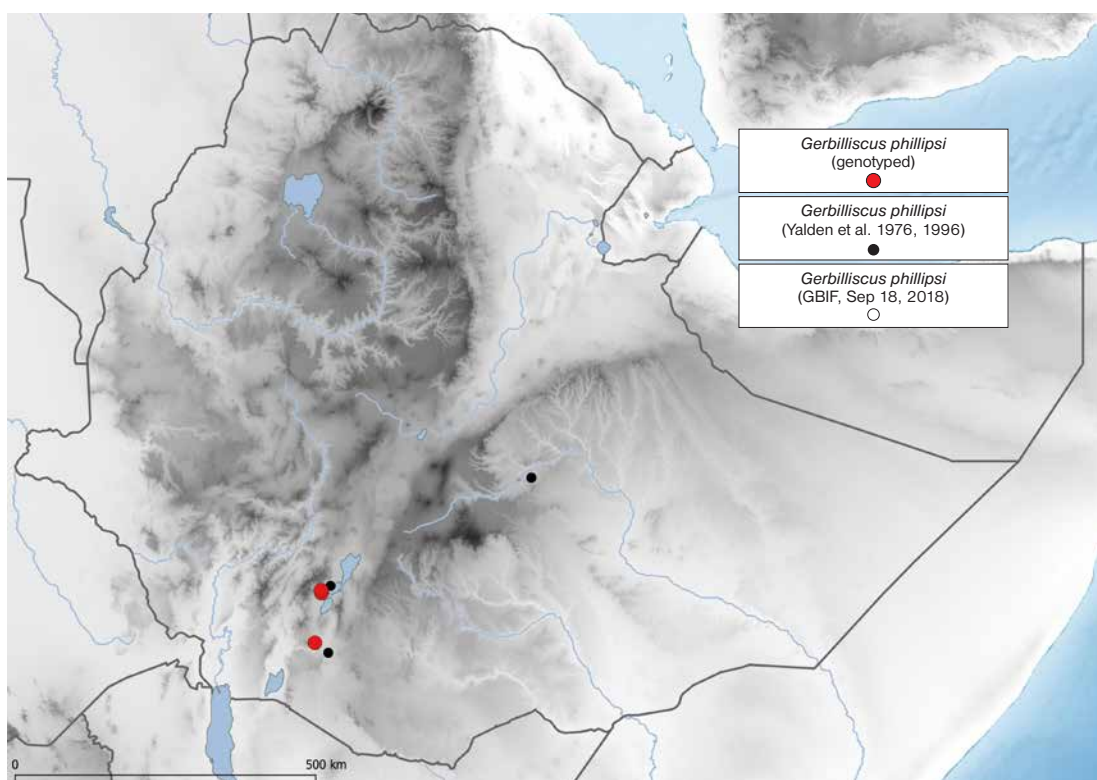 Gerbilliscus phillipsi
(genotyped)
Gerbilliscus phillipsi
(Yalden et al. 1976, 1996)
Gerbilliscus phillipsi
(GBIF, Sep 18, 2018)
0
500 km